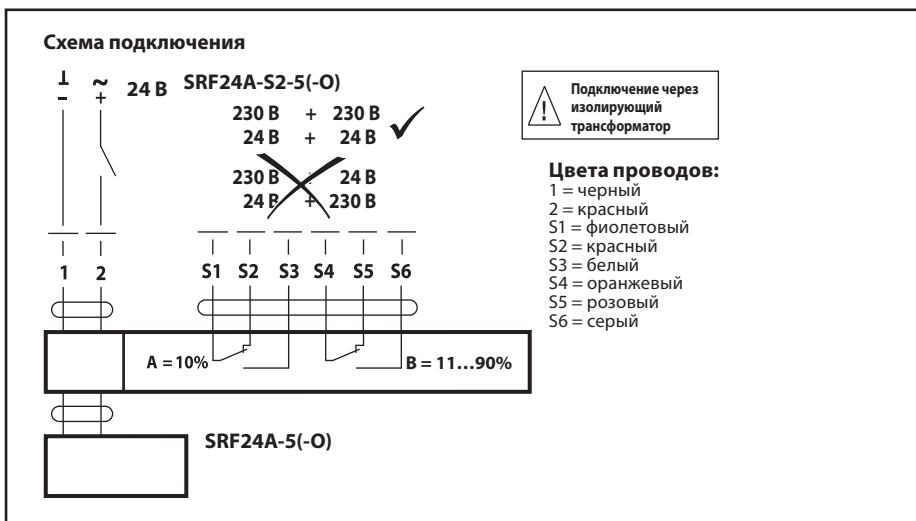 Схема подключения
⊥ ~ 24 В SRF24A-S2-5(-O)
- +
230 В + 230 В
24 В + 24 В ✓
230 В 24 В
24 В + 230 В
Подключение через
изолирующий
трансформатор
!
Цвета проводов:
1 = черный
2 = красный
S1 = фиолетовый
S2 = красный
S3 = белый
S4 = оранжевый
S5 = розовый
S6 = серый
1 2 S1 S2 S3 S4 S5 S6
A = 10% B = 11...90%
SRF24A-5(-O)